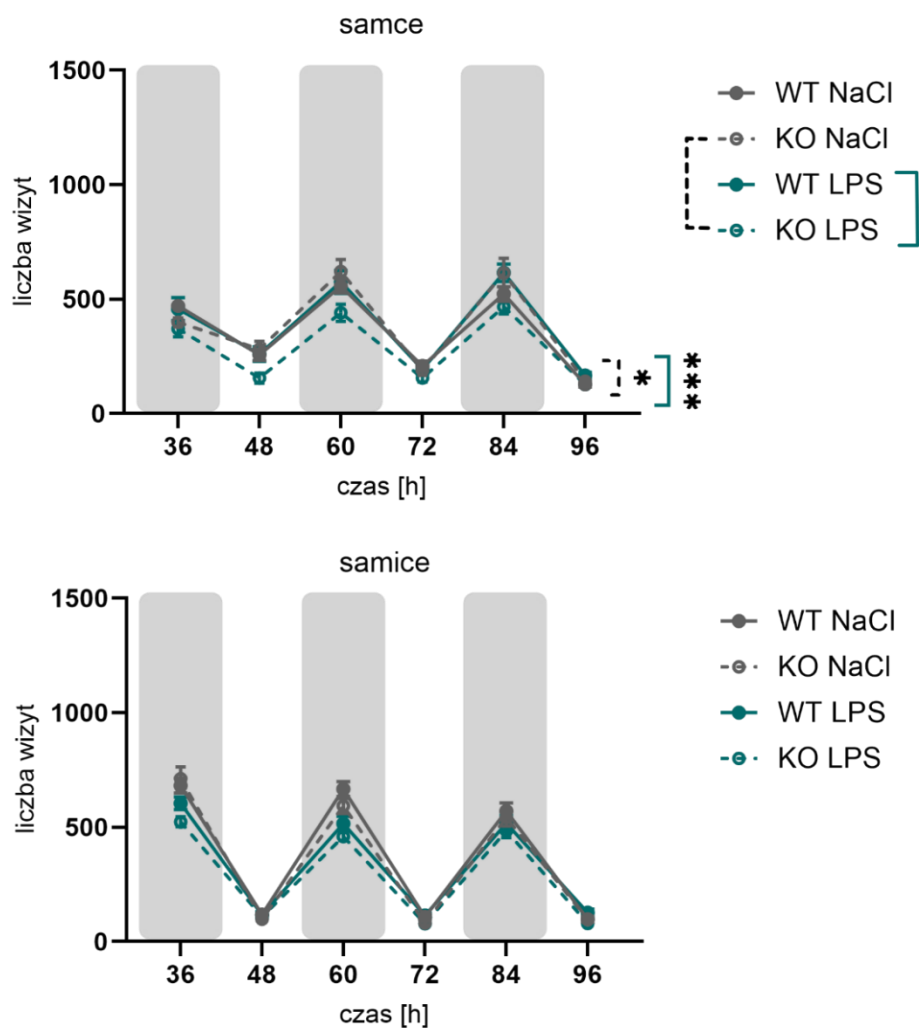 samce
1500
1000
500
0
liczba wizyt
36 48 60 72 84 96
czas [h]
WT NaCl
KO NaCl
WT LPS
KO LPS
*
***
samice
1500
1000
500
0
liczba wizyt
36 48 60 72 84 96
czas [h]
WT NaCl
KO NaCl
WT LPS
KO LPS